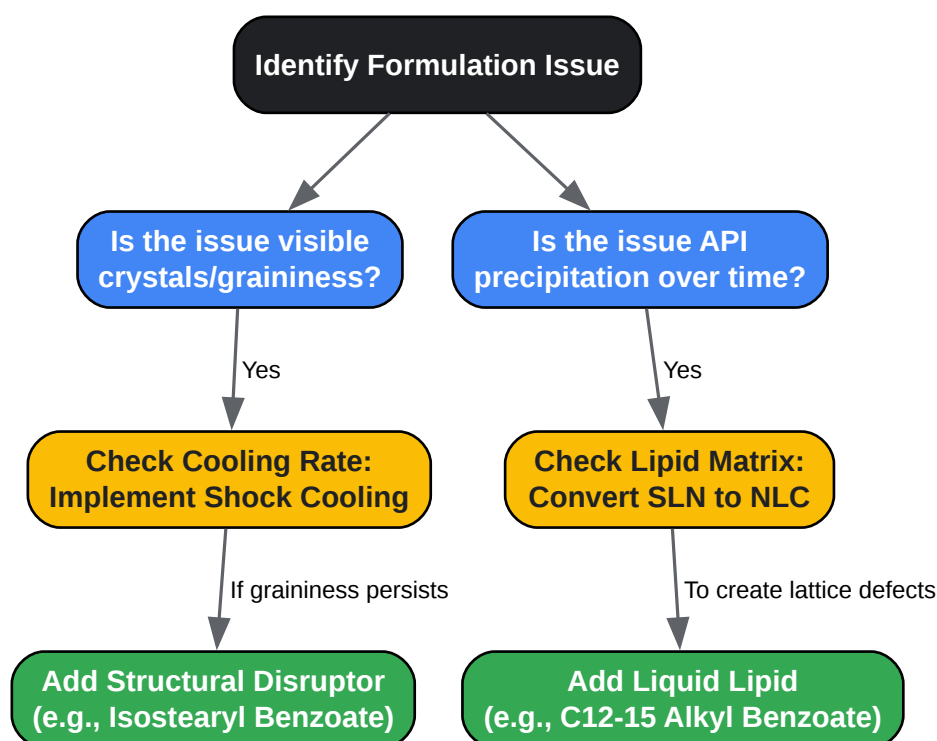 Identify Formulation Issue
Is the issue visible
crystals/graininess?
Is the issue API
precipitation over time?
Yes
Yes
Check Cooling Rate:
Implement Shock Cooling
Check Lipid Matrix:
Convert SLN to NLC
If graininess persists
To create lattice defects
Add Structural Disruptor
(e.g., Isostearyl Benzoate)
Add Liquid Lipid
(e.g., C12-15 Alkyl Benzoate)